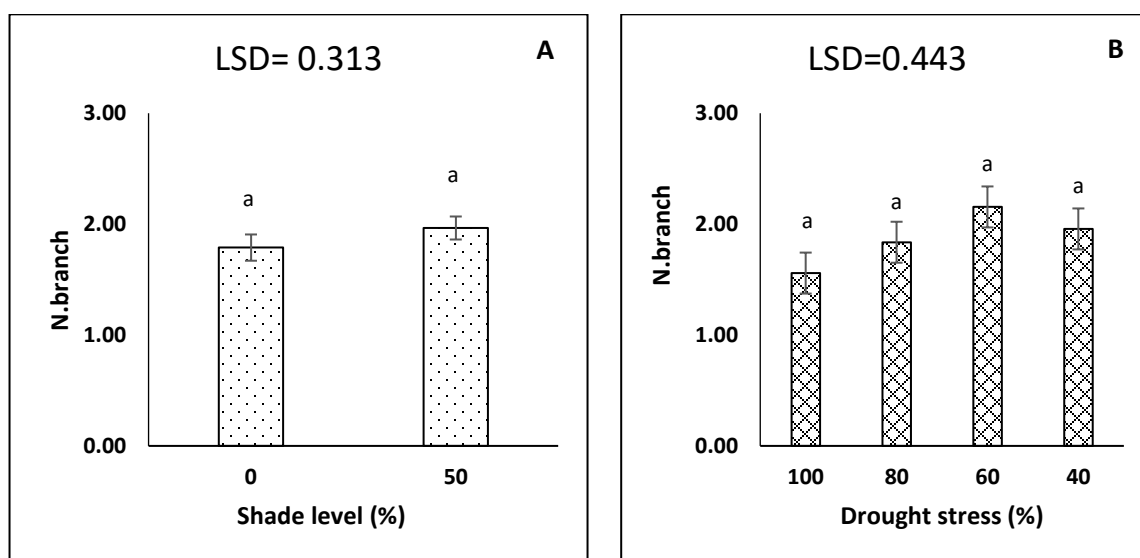 LSD= 0.313
A
3.00
2.00
1.00
0.00
N.branch
a
a
0
50
Shade level (%)
LSD=0.443
B
3.00
2.00
1.00
0.00
N.branch
a
a
a
a
100
80
60
40
Drought stress (%)